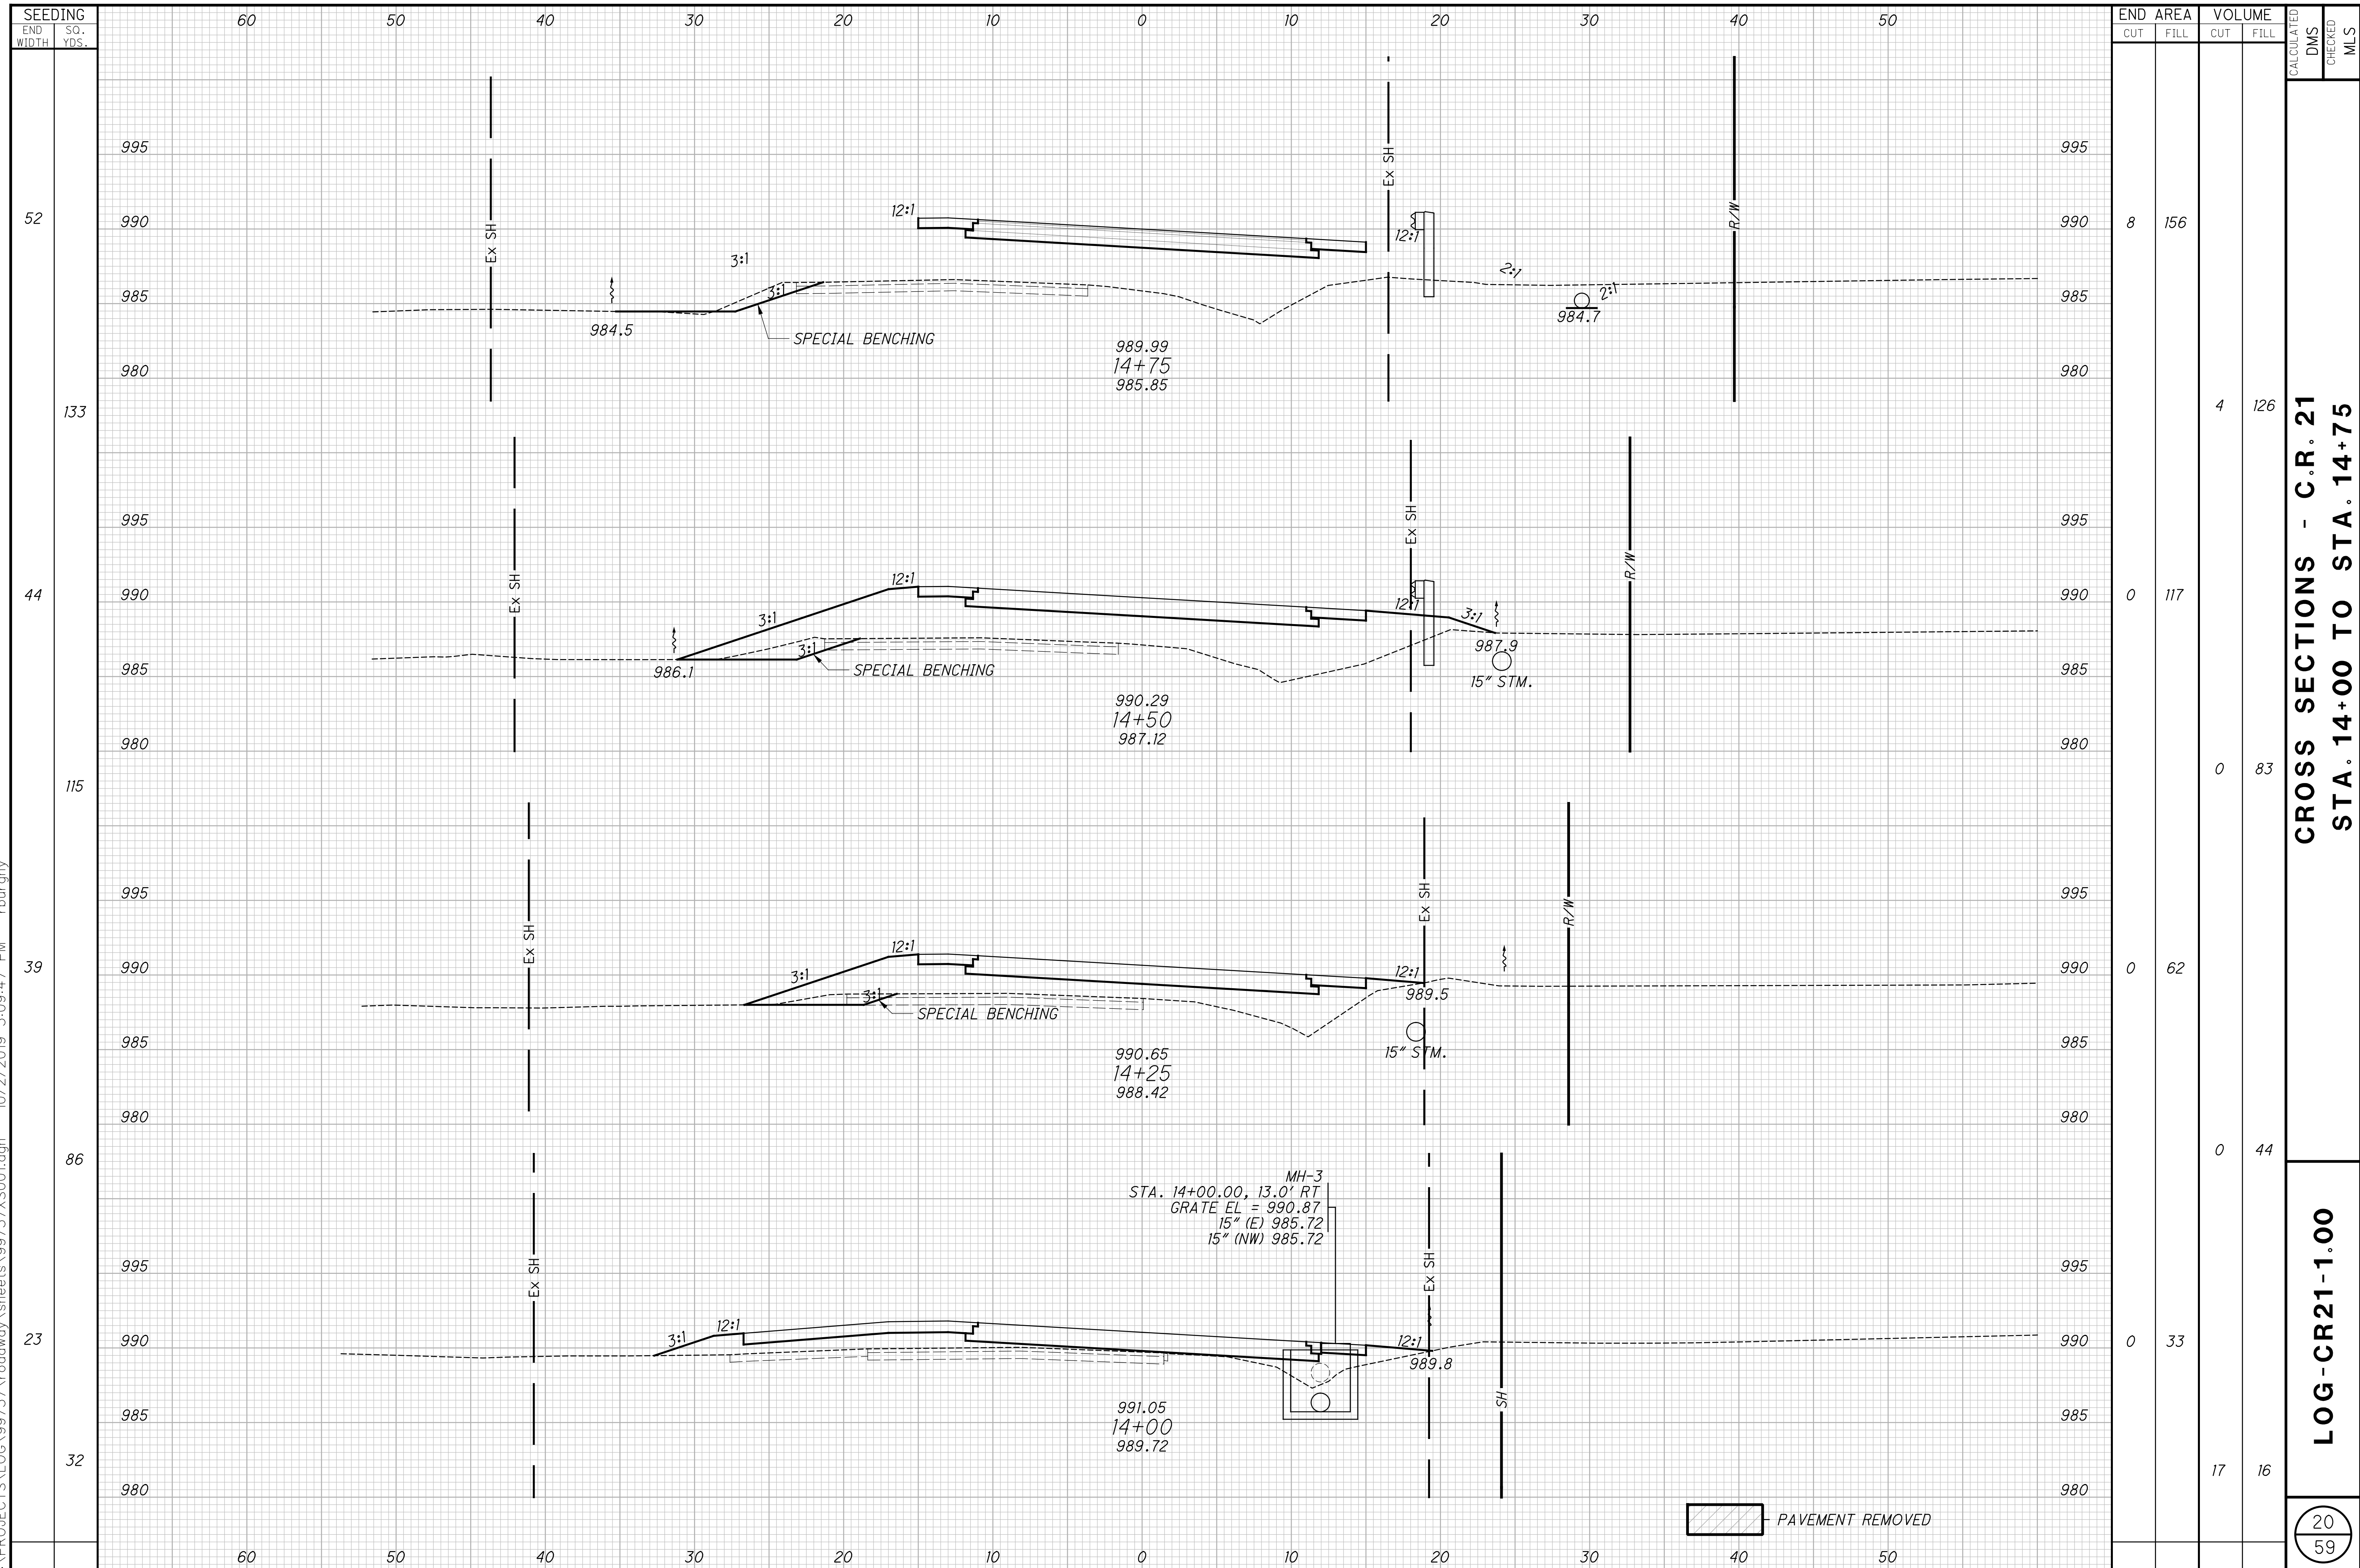 SEEDING
END WIDTH
SQ. YDS.
60 50 40 30 20 10 0 10 20 30 40 50
END AREA
VOLUME
CUT FILL CUT FILL
CALCULATED
DMS
CHECKED
MLS
Ex SH
Ex SH
R/W
995 995
52
990 990
8 156
12:1
12:1
3:1
3:1
2:1
2:1
985 985
984.5
984.7
SPECIAL BENCHING
989.99
14+75
985.85
980 980
133
4 126
Ex SH
Ex SH
R/W
995 995
44
990 990
0 117
12:1
12:1
3:1
3:1
3:1
985 985
986.1
987.9
SPECIAL BENCHING
15" STM.
990.29
14+50
987.12
980 980
115
0 83
Ex SH
Ex SH
R/W
995 995
39
990 990
0 62
12:1
12:1
3:1
3:1
989.5
SPECIAL BENCHING
985 985
15" STM.
990.65
14+25
988.42
980 980
86
0 44
MH-3
STA. 14+00.00, 13.0' RT
GRATE EL = 990.87
15" (E) 985.72
15" (NW) 985.72
Ex SH
Ex SH
SH
995 995
23
990 990
0 33
3:1
12:1
12:1
989.8
985 985
991.05
14+00
989.72
32
17 16
980 980
PAVEMENT REMOVED
60 50 40 30 20 10 0 10 20 30 40 50
CROSS SECTIONS - C.R. 21
STA. 14+00 TO STA. 14+75
LOG-CR21-1.00
20
59